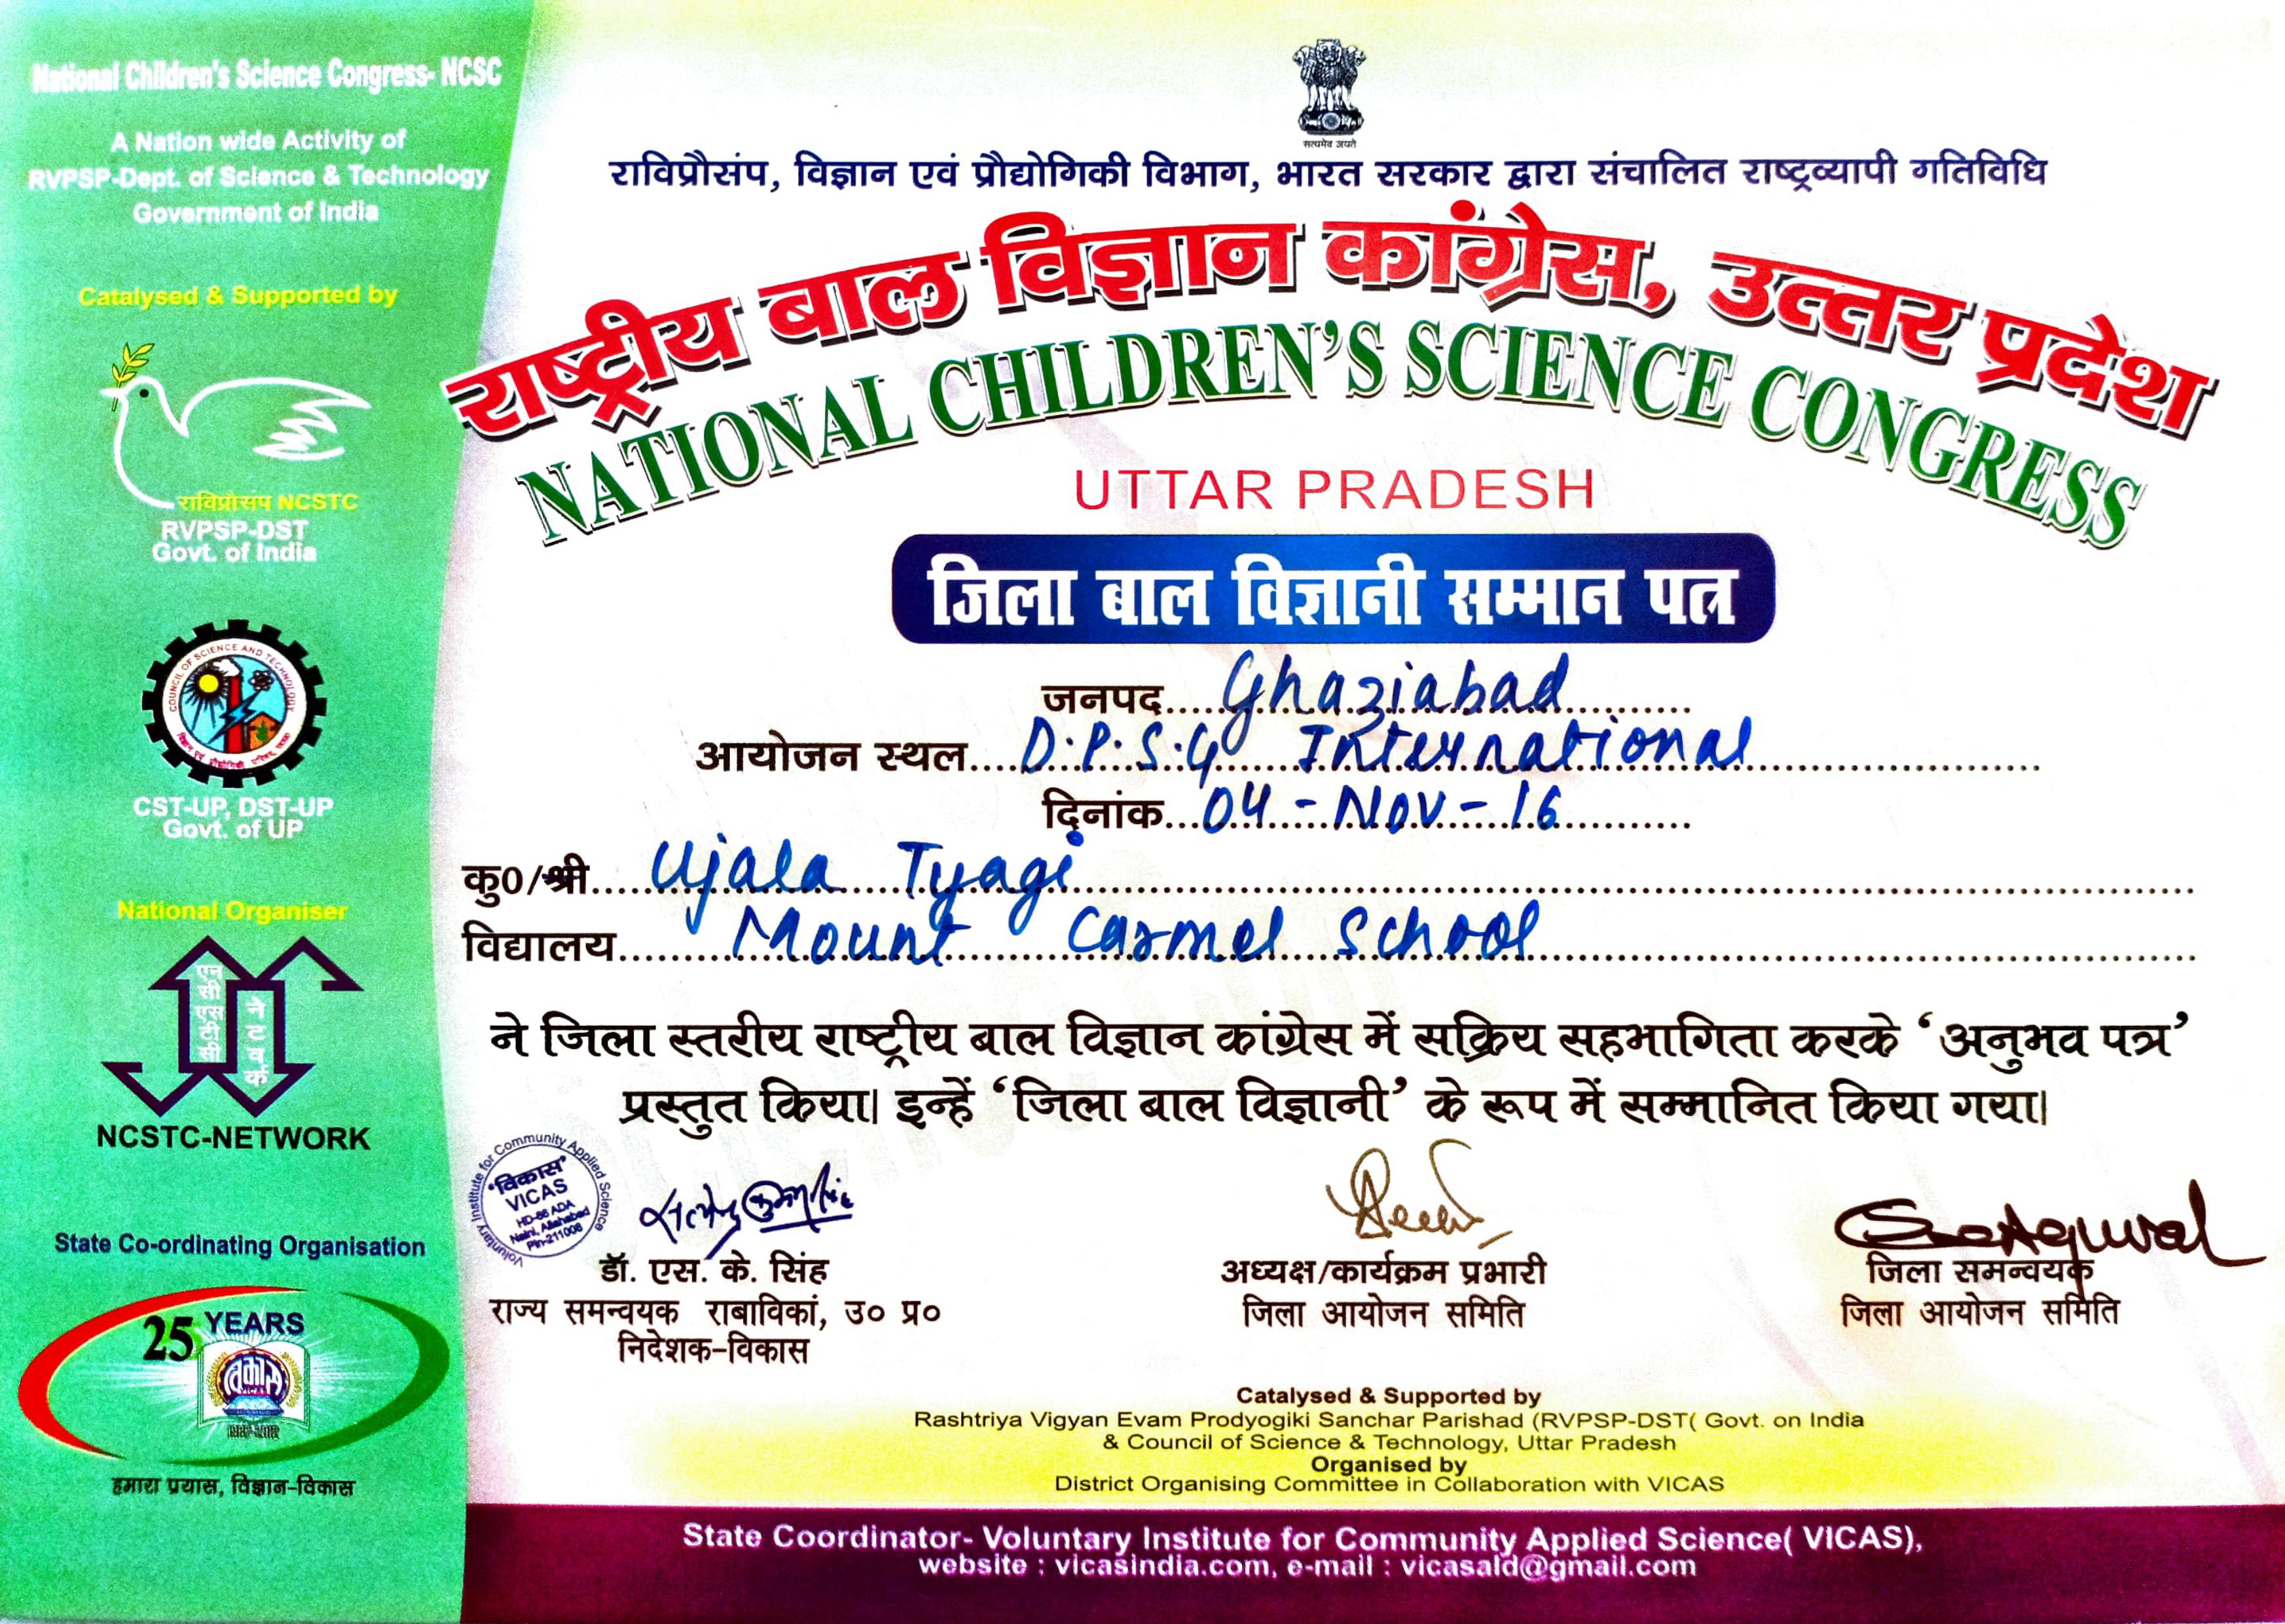 National Children's Science Congress- NCSC
A Nation wide Activity of
RVPSP-Dept. of Science & Technology
Government of India
Catalysed & Supported by
राविप्रौसंप NCSTC
RVPSP-DST
Govt. of India
COUNCIL OF SCIENCE AND TECHNOLOGY
CST-UP, DST-UP
Govt. of UP
National Organiser
एन सी एस टी सी
नेटवर्क
NCSTC-NETWORK
State Co-ordinating Organisation
25 YEARS
विकास
VICAS
हमारा प्रयास, विज्ञान-विकास
सत्यमेव जयते
राविप्रौसंप, विज्ञान एवं प्रौद्योगिकी विभाग, भारत सरकार द्वारा संचालित राष्ट्रव्यापी गतिविधि
राष्ट्रीय बाल विज्ञान कांग्रेस, उत्तर प्रदेश
NATIONAL CHILDREN'S SCIENCE CONGRESS
UTTAR PRADESH
जिला बाल विज्ञानी सम्मान पत्र
जनपद.....Ghaziabad
आयोजन स्थल....D.P.S.G International
दिनांक...04-Nov-16
कु0/श्री.....Ujala Tyagi
विद्यालय.....Mount Carmel School
ने जिला स्तरीय राष्ट्रीय बाल विज्ञान कांग्रेस में सक्रिय सहभागिता करके ‘अनुभव पत्र’
प्रस्तुत किया। इन्हें ‘जिला बाल विज्ञानी’ के रूप में सम्मानित किया गया।
Voluntary Institute for Community Applied Science
‘विकास’
VICAS
HD-86 ADA
Naini, Allahabad
Pin-211008
डॉ. एस. के. सिंह
राज्य समन्वयक राबाविकां, उ० प्र०
निदेशक-विकास
अध्यक्ष/कार्यक्रम प्रभारी
जिला आयोजन समिति
Agurwal
जिला समन्वयक
जिला आयोजन समिति
Catalysed & Supported by
Rashtriya Vigyan Evam Prodyogiki Sanchar Parishad (RVPSP-DST( Govt. on India
& Council of Science & Technology, Uttar Pradesh
Organised by
District Organising Committee in Collaboration with VICAS
State Coordinator- Voluntary Institute for Community Applied Science( VICAS),
website : vicasindia.com, e-mail : vicasald@gmail.com